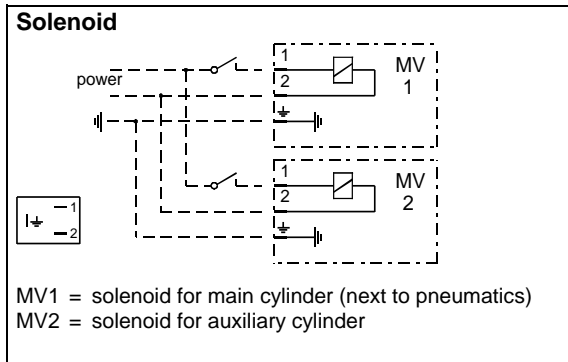 Solenoid
power
1
2
MV
1
1
2
MV
2
1
2
MV1 = solenoid for main cylinder (next to pneumatics)
MV2 = solenoid for auxiliary cylinder